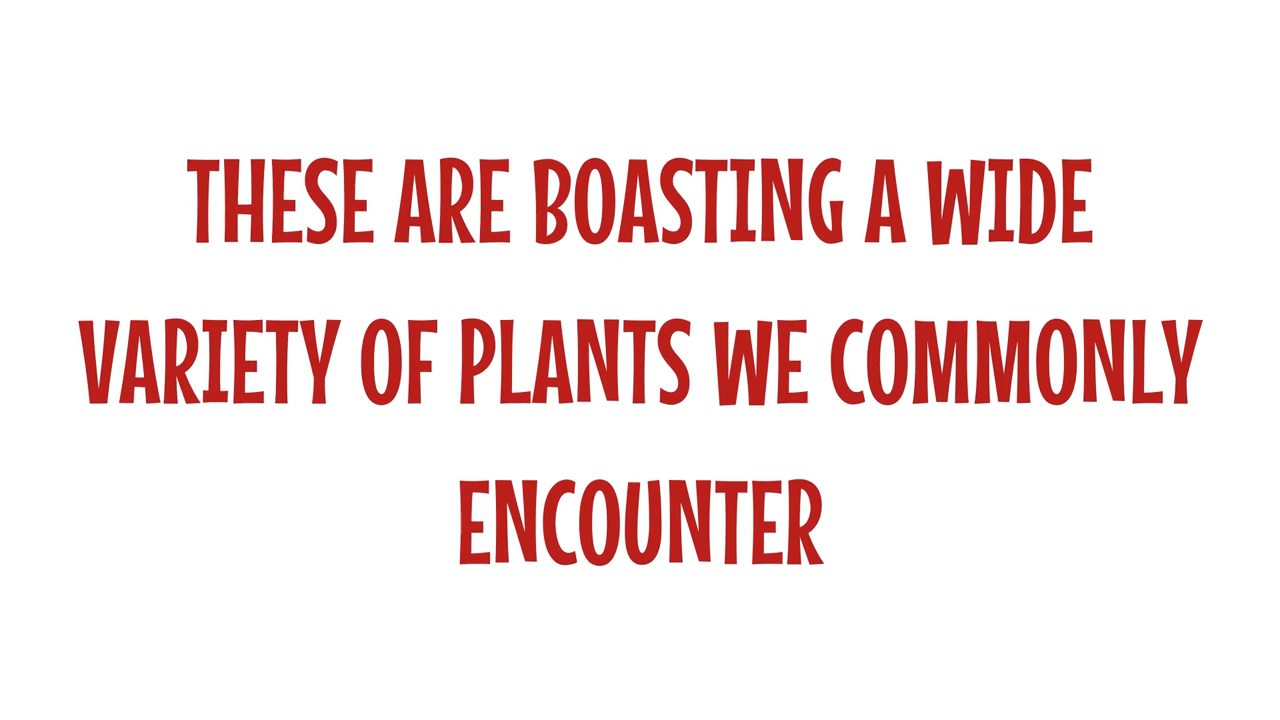 THESE ARE BOASTING A WIDE
VARIETY OF PLANTS WE COMMONLY
ENCOUNTER